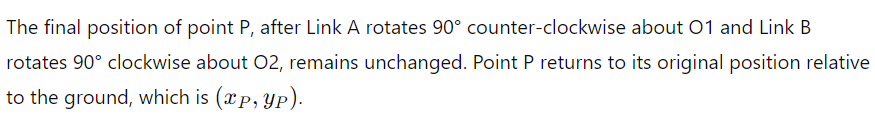 The final position of point P, after Link A rotates 90° counter-clockwise about O1 and Link B
rotates 90° clockwise about O2, remains unchanged. Point P returns to its original position relative
to the ground, which is (x_P, y_P).